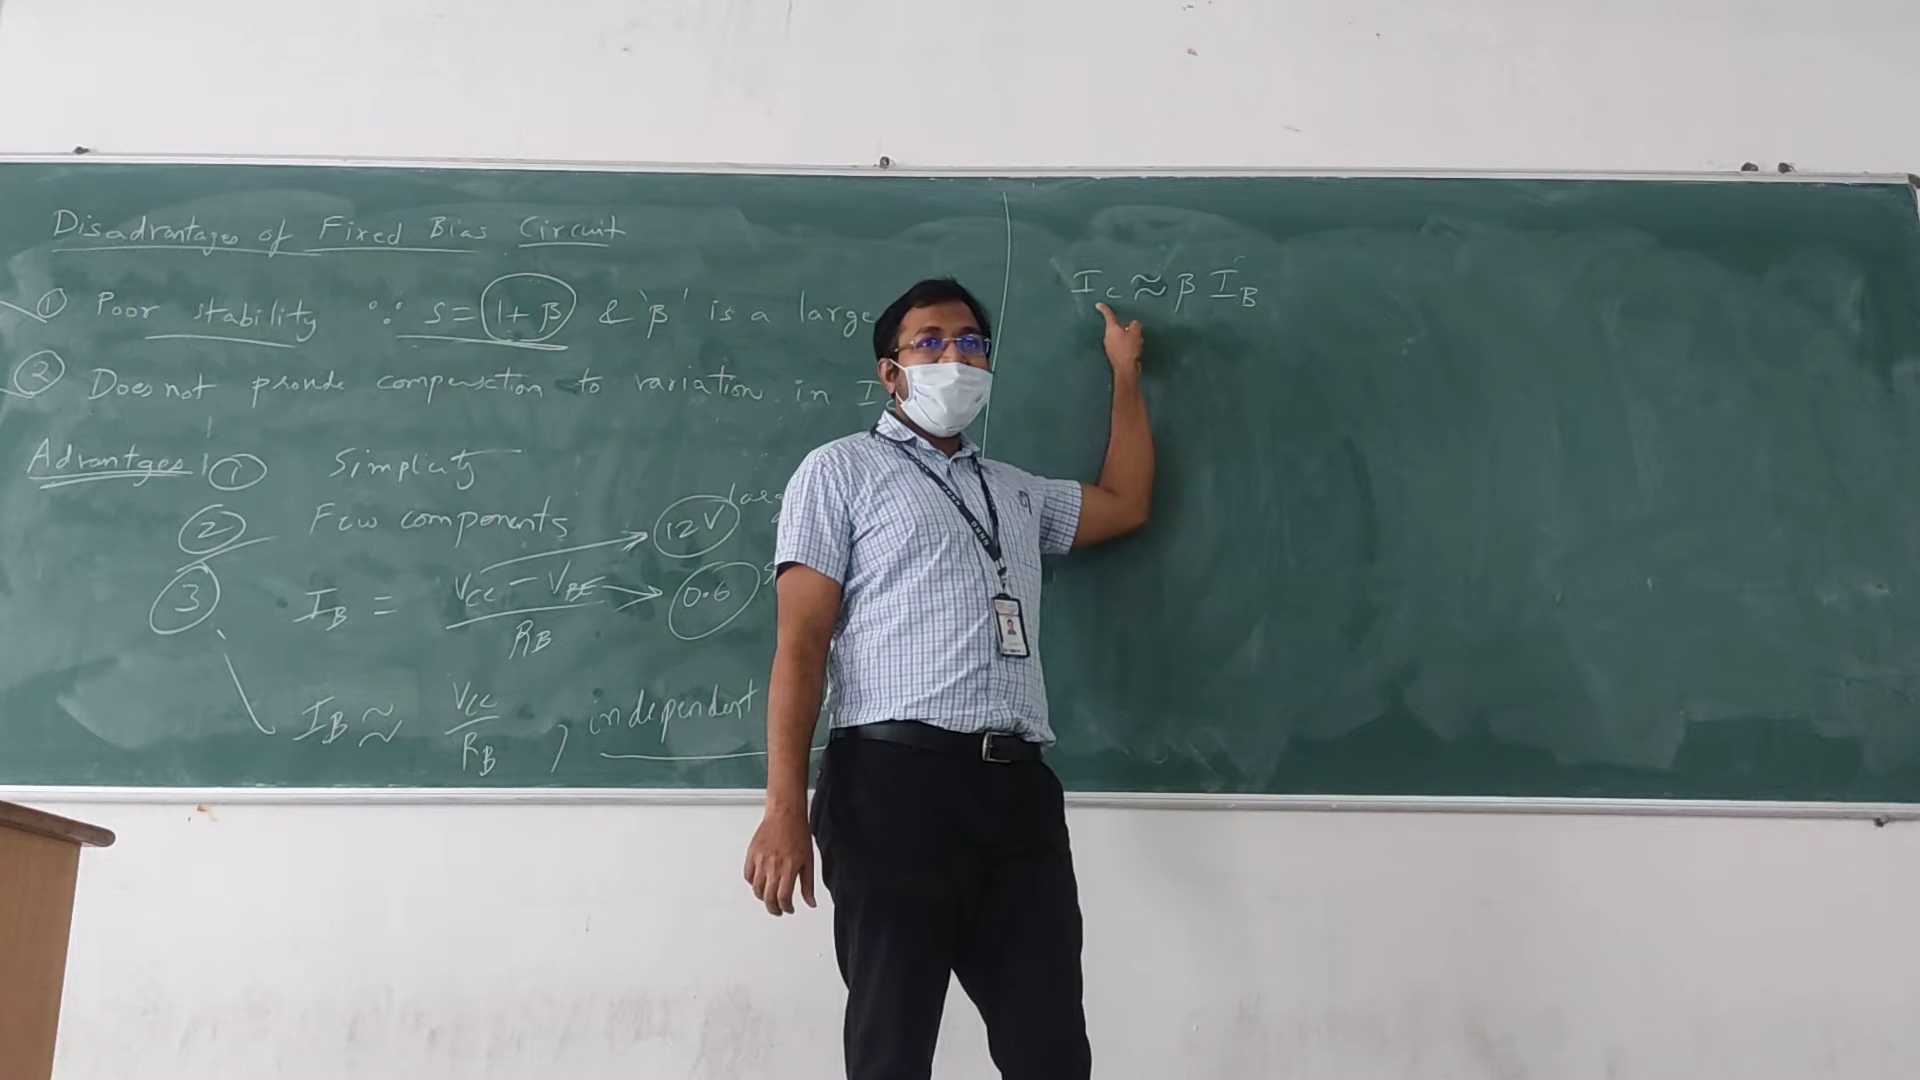 Disadvantages of Fixed Bias Circuit
① Poor stability ∵ S = 1+β & 'β' is a large
② Does not provide compensation to variation in Ic
Advantages ① Simplicity
② Few components
③ I_B = (V_CC − V_BE) / R_B → 12V → 0.6
I_B ≈ V_CC / R_B , independent
I_C ≈ β I_B
NNRG